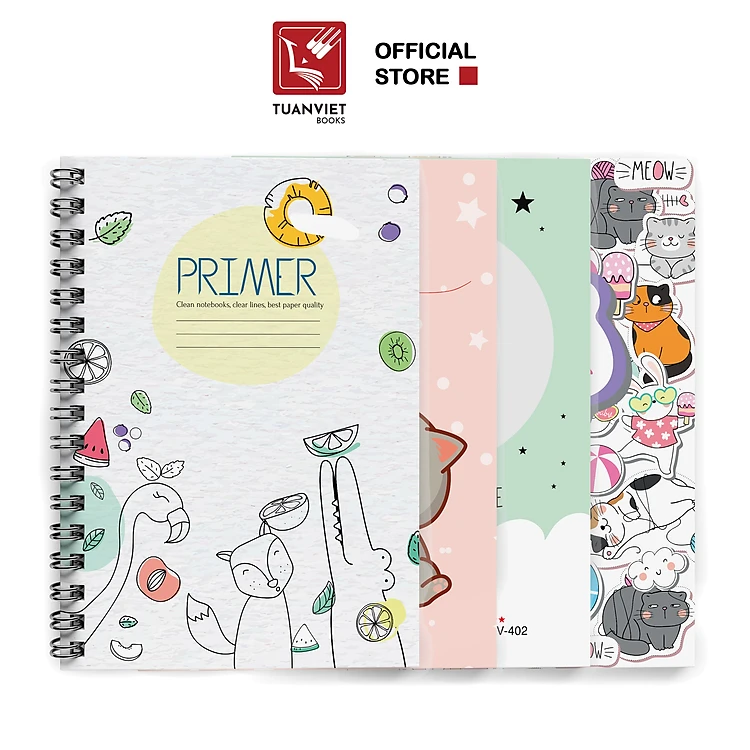 TUANVIET
BOOKS
OFFICIAL
STORE
PRIMER
Clean notebooks, clear lines, best paper quality
V-402
MEOW